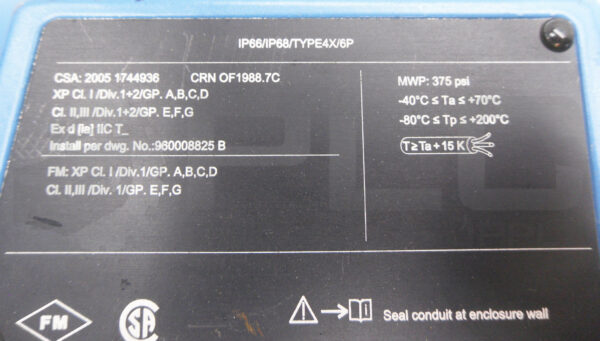 IP66/IP68/TYPE4X/6P
CSA: 2005 1744936 CRN OF1988.7C
XP Cl. I /Div.1+2/GP. A,B,C,D
Cl. II,III /Div.1+2/GP. E,F,G
Ex d [ia] IIC T_
Install per dwg. No.:960008825 B
FM: XP CL. I /Div.1/GP. A,B,C,D
Cl. II,III /Div. 1/GP. E,F,G
MWP: 375 psi
-40°C ≤ Ta ≤ +70°C
-80°C ≤ Tp ≤ +200°C
T≥Ta+15 K
FM
SA
Seal conduit at enclosure wall